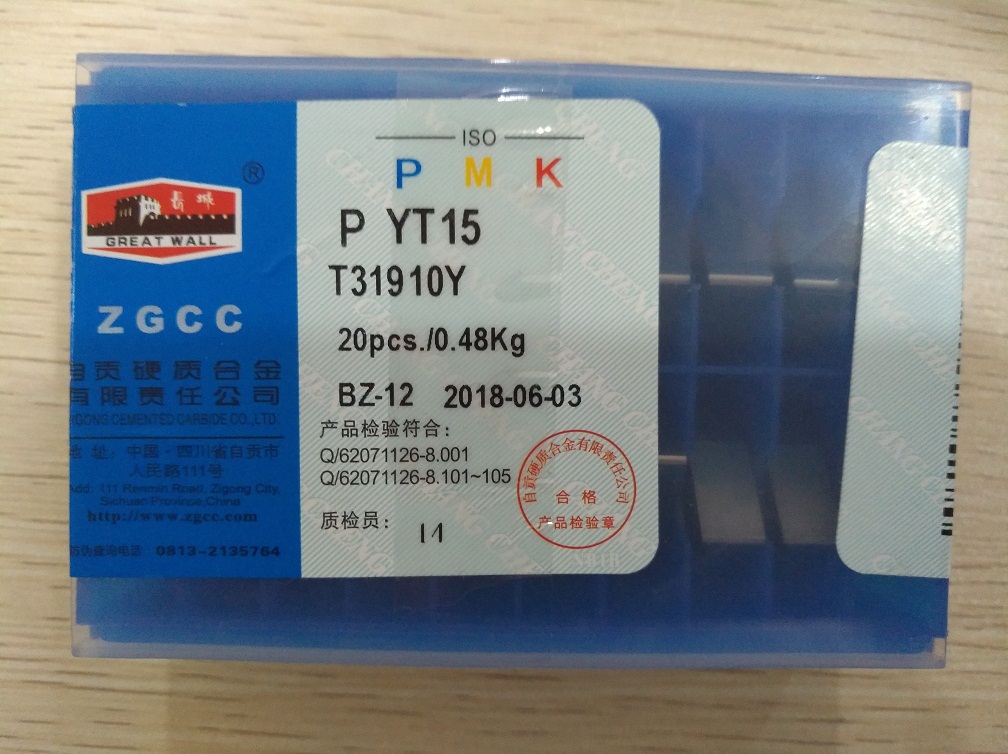 ISO
P M K
P YT15
T31910Y
20pcs./0.48Kg
BZ-12 2018-06-03
产品检验符合:
Q/62071126-8.001
Q/62071126-8.101~105
质检员: 14
自贡硬质合金有限责任公司
合格
产品检验章
®
長城
GREAT WALL
ZGCC
自贡硬质合金
有限责任公司
IGONG CEMENTED CARBIDE CO.,LTD.
地 址: 中国·四川省自贡市
人民路111号
Add: 111 Renmin Road, Zigong City,
Sichuan Province,China
http://www.zgcc.com
防伪查询电话 0813-2135764